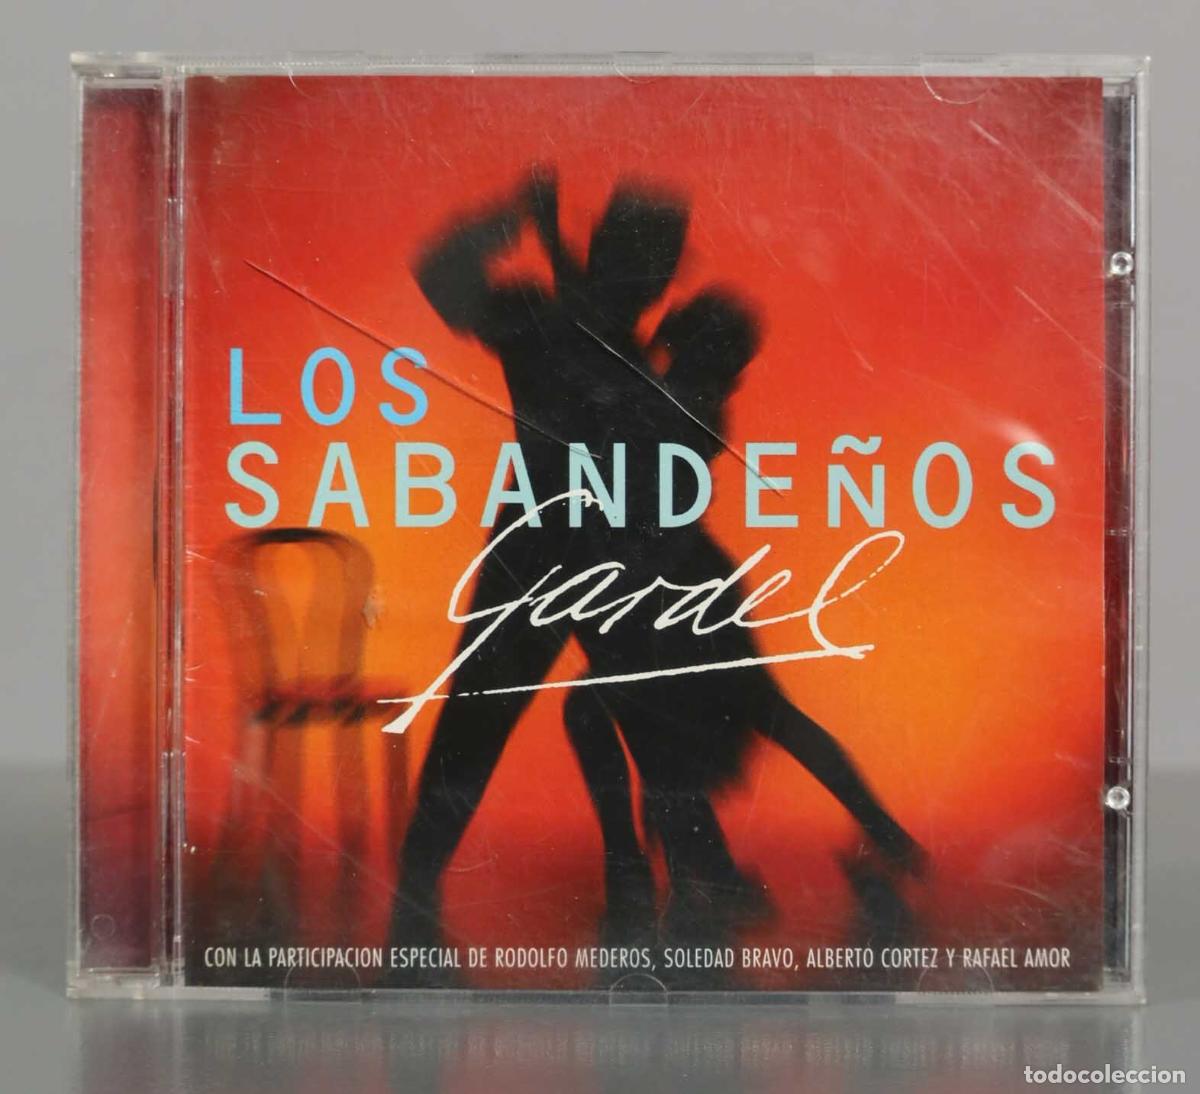 LOS
SABANDEÑOS
Gardel
CON LA PARTICIPACION ESPECIAL DE RODOLFO MEDEROS, SOLEDAD BRAVO, ALBERTO CORTEZ Y RAFAEL AMOR
todocoleccion